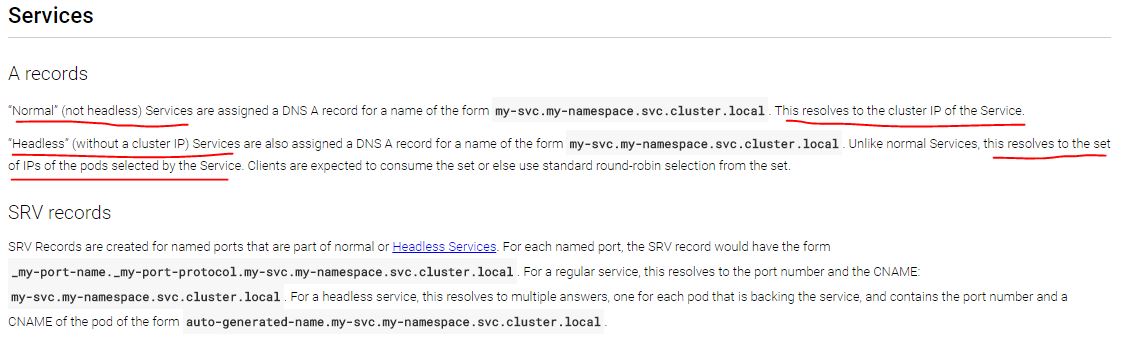 Services
A records
“Normal” (not headless) Services are assigned a DNS A record for a name of the form my-svc.my-namespace.svc.cluster.local . This resolves to the cluster IP of the Service.
“Headless” (without a cluster IP) Services are also assigned a DNS A record for a name of the form my-svc.my-namespace.svc.cluster.local . Unlike normal Services, this resolves to the set
of IPs of the pods selected by the Service. Clients are expected to consume the set or else use standard round-robin selection from the set.
SRV records
SRV Records are created for named ports that are part of normal or Headless Services. For each named port, the SRV record would have the form
_my-port-name._my-port-protocol.my-svc.my-namespace.svc.cluster.local . For a regular service, this resolves to the port number and the CNAME:
my-svc.my-namespace.svc.cluster.local . For a headless service, this resolves to multiple answers, one for each pod that is backing the service, and contains the port number and a
CNAME of the pod of the form auto-generated-name.my-svc.my-namespace.svc.cluster.local .